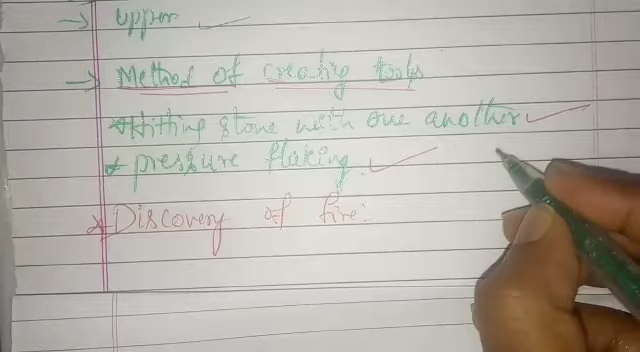 → upper
→ Method of creating tools
* Hitting stone with one another
* pressure flaking.
* Discovery of fire: